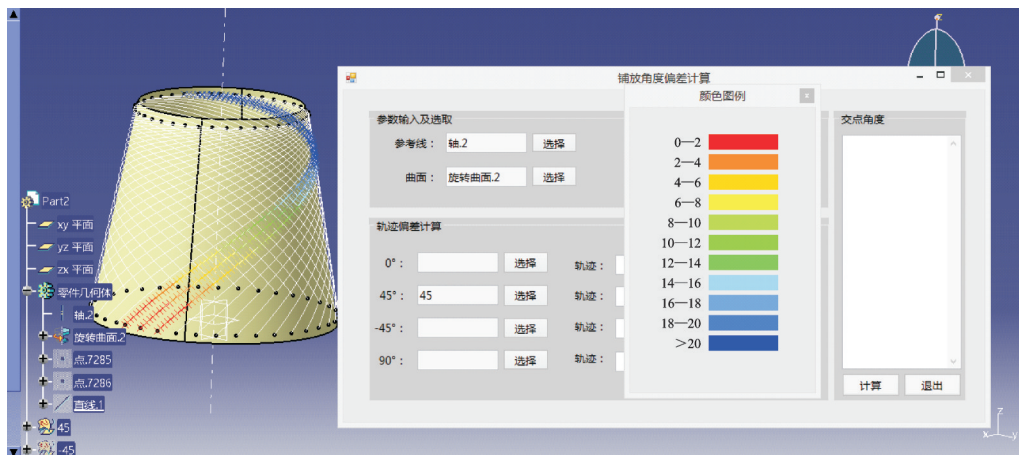 Part2
xy 平面
yz 平面
zx 平面
零件几何体
轴.2
旋转曲面.2
点.7285
点.7286
直线.1
45
-45
铺放角度偏差计算
参数输入及选取
参考线： 轴.2 选择
曲面： 旋转曲面.2 选择
轨迹偏差计算
0°： 选择 轨迹：
45°： 45 选择 轨迹：
-45°： 选择 轨迹：
90°： 选择 轨迹：
颜色图例
0—2
2—4
4—6
6—8
8—10
10—12
12—14
14—16
16—18
18—20
＞20
交点角度
计算 退出
z
x
y